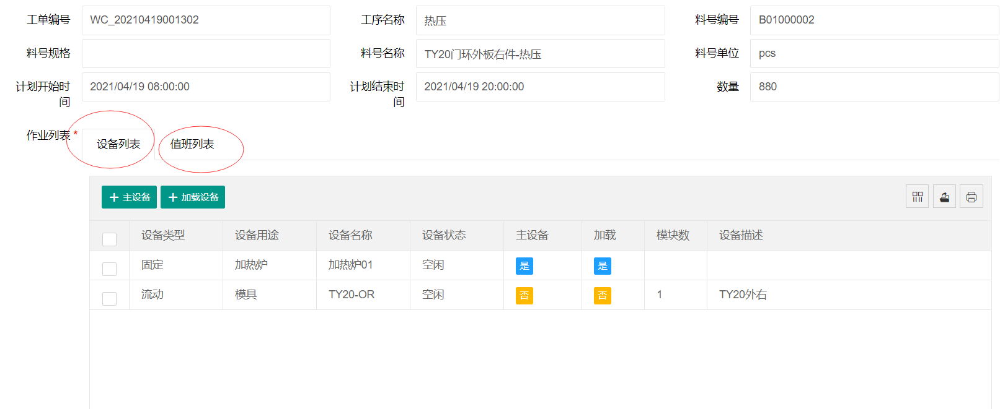 工单编号 WC_20210419001302 工序名称 热压 料号编号 B01000002
料号规格 料号名称 TY20门环外板右件-热压 料号单位 pcs
计划开始时间 2021/04/19 08:00:00 计划结束时间 2021/04/19 20:00:00 数量 880
作业列表 * 设备列表 值班列表
+ 主设备 + 加载设备
设备类型 设备用途 设备名称 设备状态 主设备 加载 模块数 设备描述
固定 加热炉 加热炉01 空闲 是 是
流动 模具 TY20-OR 空闲 否 否 1 TY20外右